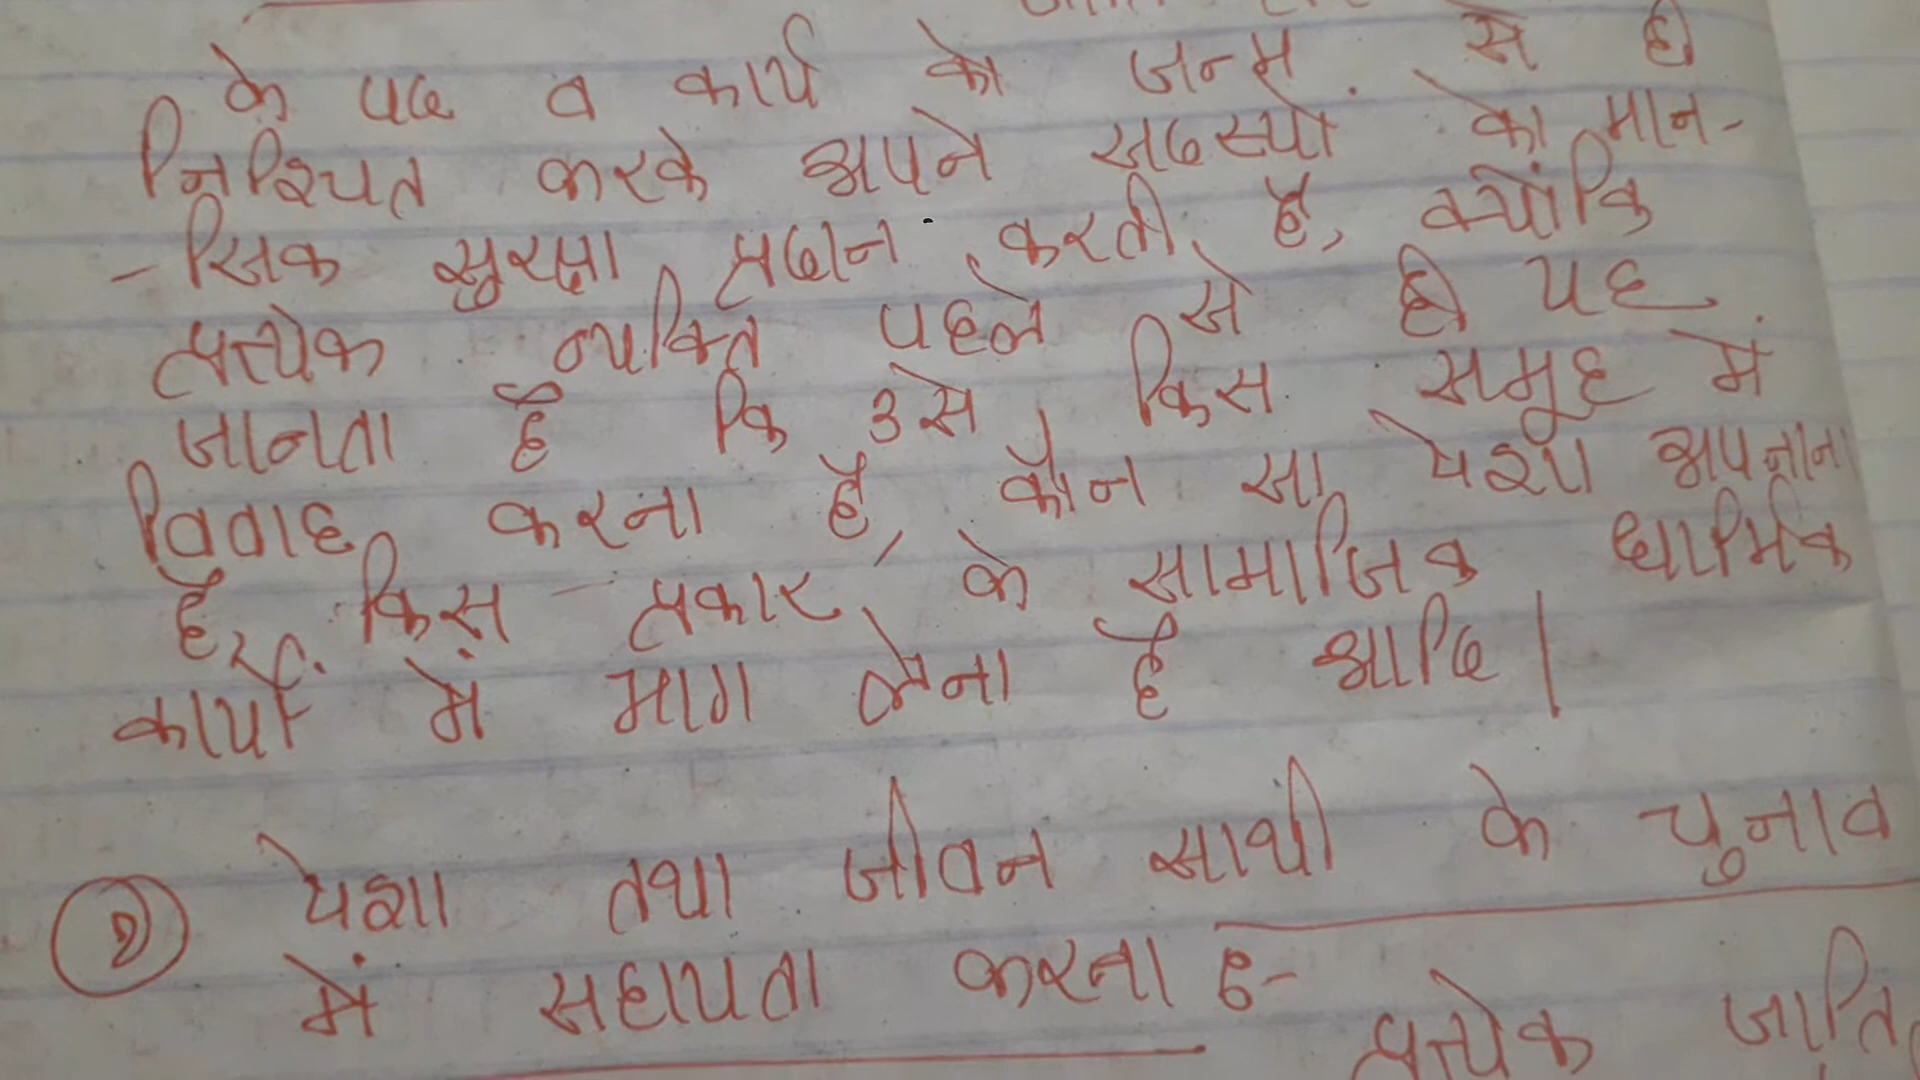 के पद व कार्य को जन्म से ही
निश्चित करके अपने सदस्यों को मान-
-सिक सुरक्षा प्रदान करती है, क्योंकि
प्रत्येक व्यक्ति पहले से ही यह
जानता है कि उसे किस समूह में
विवाह करना है, कौन सा पेशा अपनाना
है, किस प्रकार के सामाजिक धार्मिक
कार्यो में भाग लेना है आदि।
② पेशा तथा जीवन साथी के चुनाव
में सहायता करना है-
प्रत्येक जाति